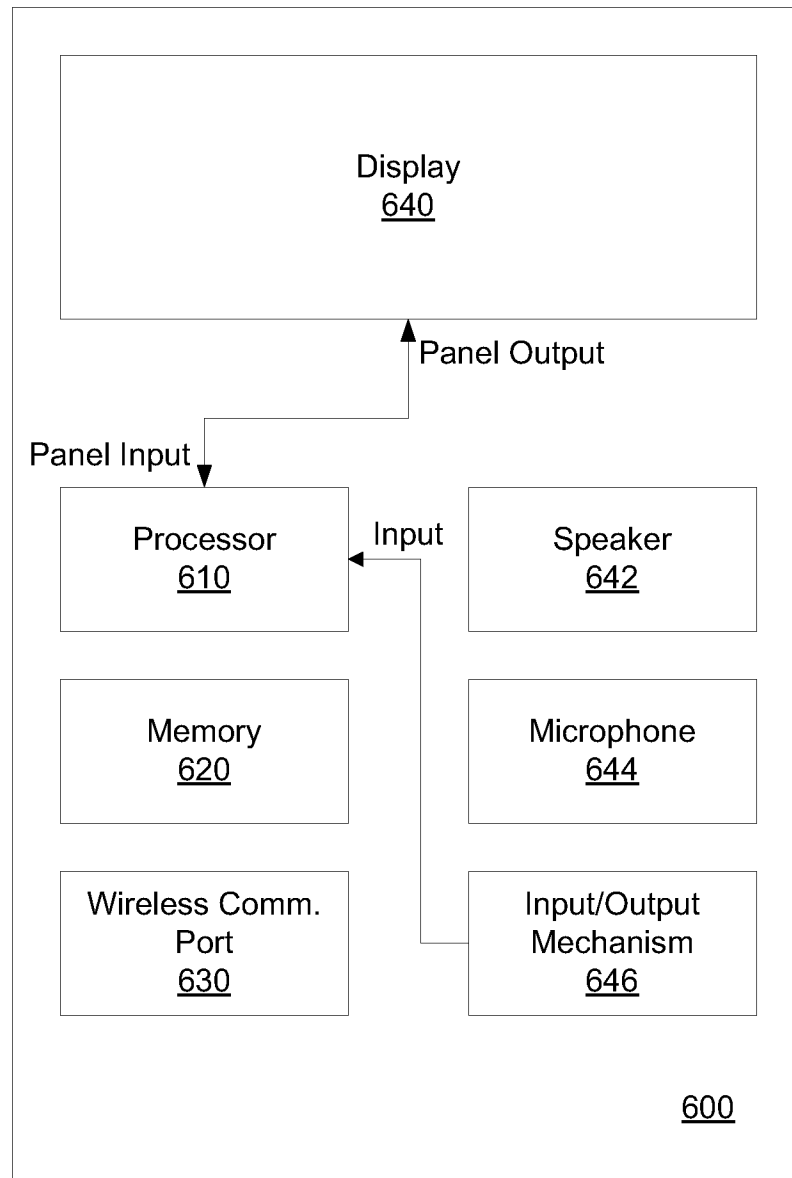 Display
640
Panel Output
Panel Input
Processor
610
Input
Speaker
642
Memory
620
Microphone
644
Wireless Comm.
Port
630
Input/Output
Mechanism
646
600